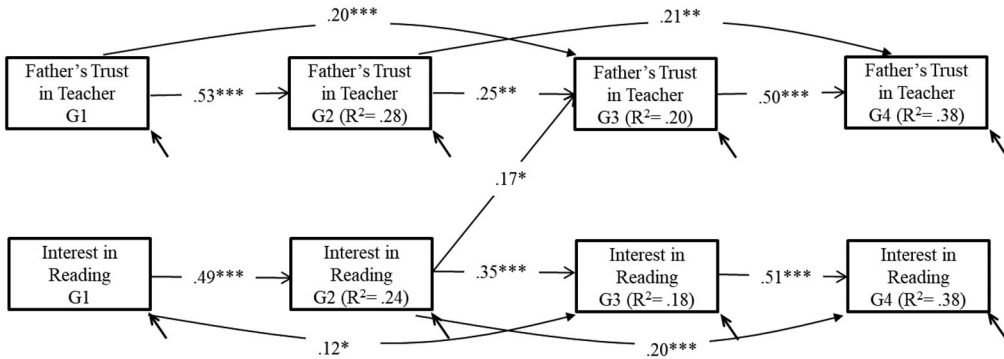 .20***
.21**
Father's Trust
in Teacher
G1
.53***
Father's Trust
in Teacher
G2 (R²= .28)
.25**
Father's Trust
in Teacher
G3 (R²= .20)
.50***
Father's Trust
in Teacher
G4 (R²= .38)
.17*
Interest in
Reading
G1
.49***
Interest in
Reading
G2 (R²= .24)
.35***
Interest in
Reading
G3 (R²= .18)
.51***
Interest in
Reading
G4 (R²= .38)
.12*
.20***